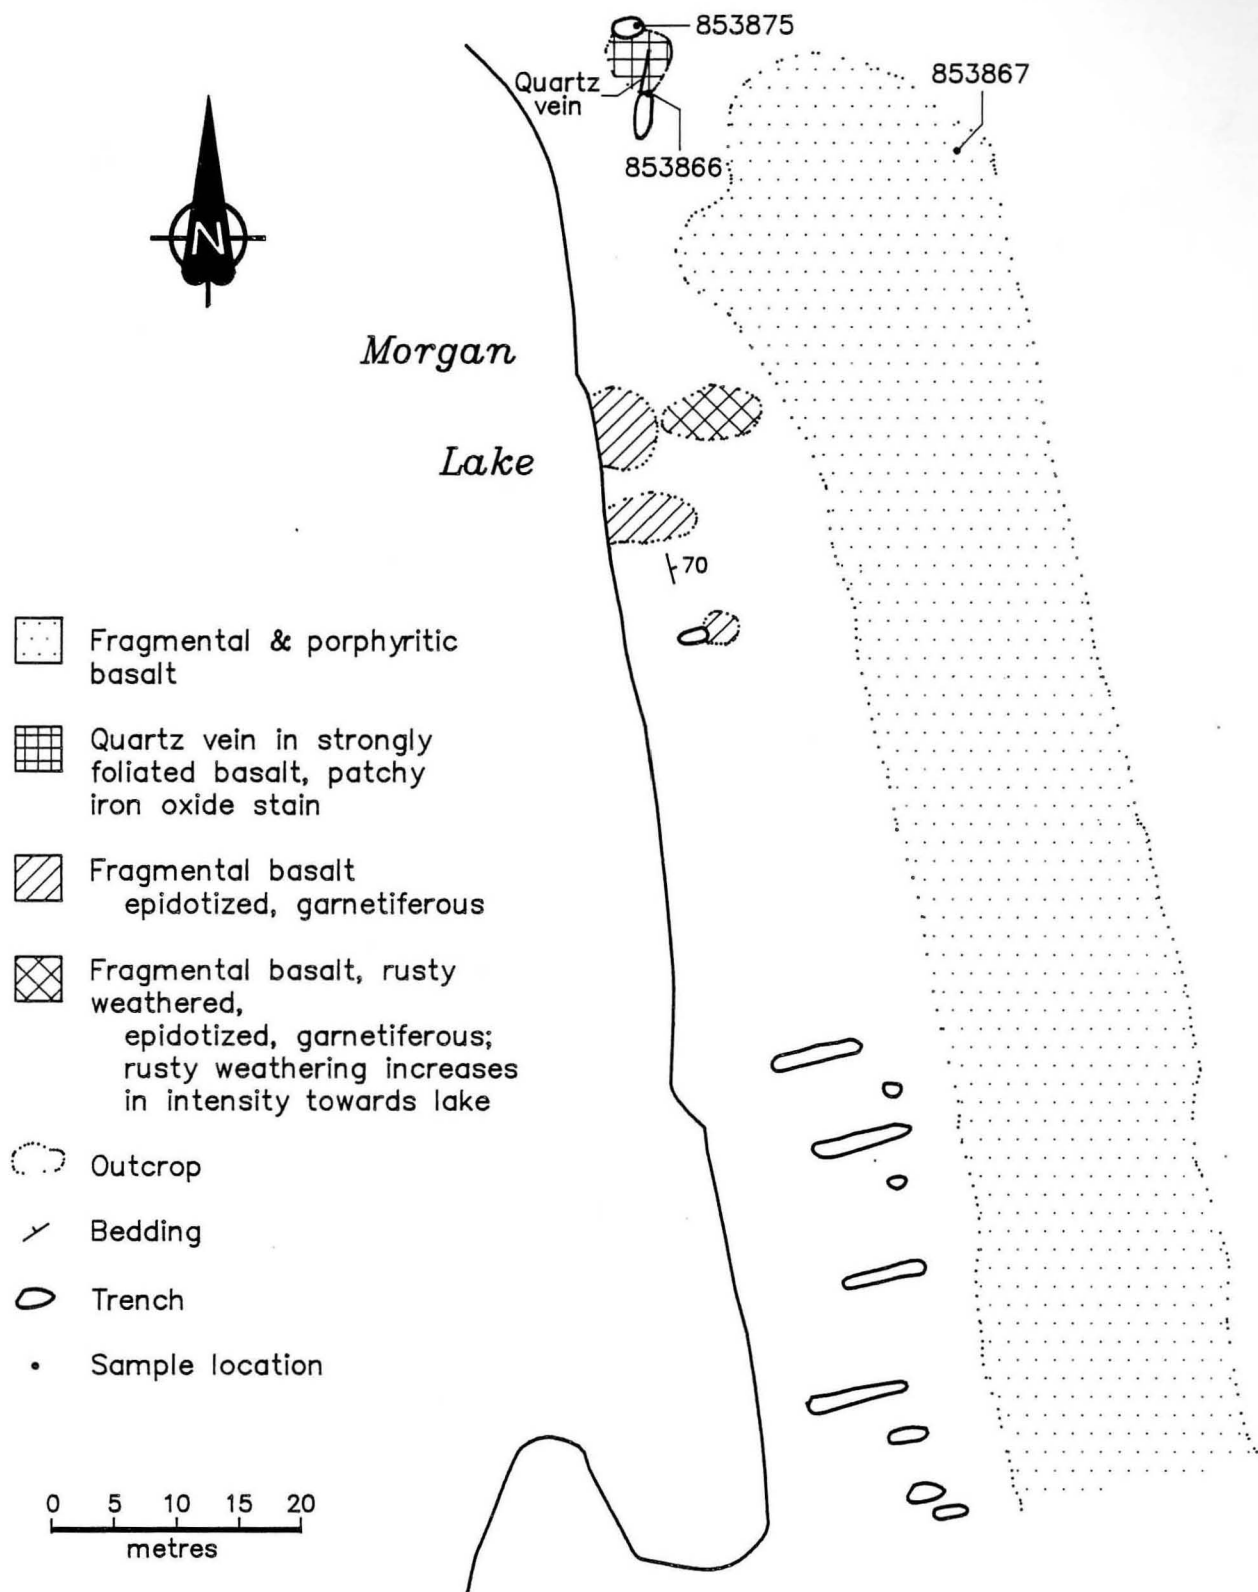 853875
853867
Quartz
vein
853866
N
Morgan
Lake
70
Fragmental & porphyritic
basalt
Quartz vein in strongly
foliated basalt, patchy
iron oxide stain
Fragmental basalt
epidotized, garnetiferous
Fragmental basalt, rusty
weathered,
epidotized, garnetiferous;
rusty weathering increases
in intensity towards lake
Outcrop
Bedding
Trench
Sample location
0 5 10 15 20
metres